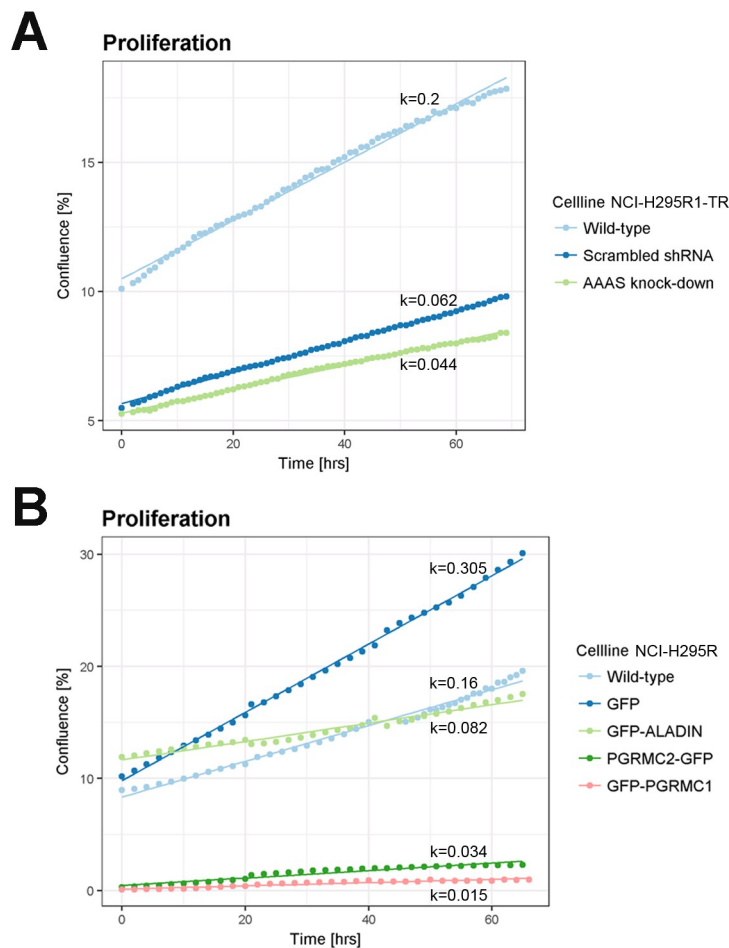 A
Proliferation
k=0.2
15
k=0.062
10
k=0.044
5
0 20 40 60
Confluence [%]
Time [hrs]
Cellline NCI-H295R1-TR
Wild-type
Scrambled shRNA
AAAS knock-down
B
Proliferation
30
k=0.305
20
k=0.16
k=0.082
10
k=0.034
0
k=0.015
0 20 40 60
Confluence [%]
Time [hrs]
Cellline NCI-H295R
Wild-type
GFP
GFP-ALADIN
PGRMC2-GFP
GFP-PGRMC1